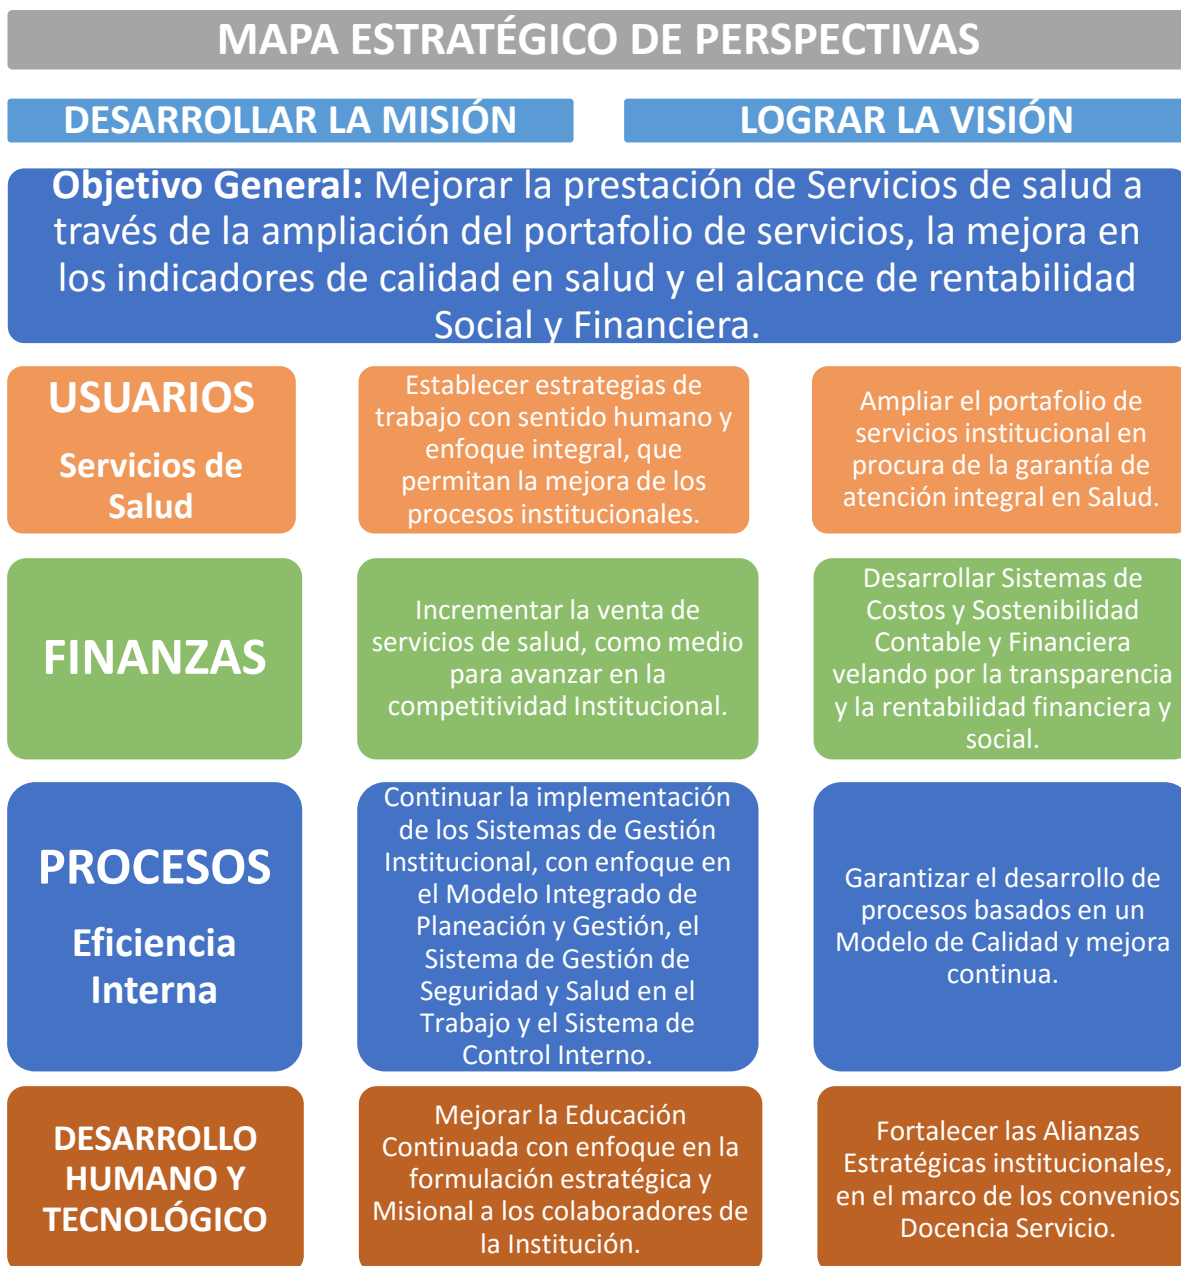 MAPA ESTRATÉGICO DE PERSPECTIVAS
DESARROLLAR LA MISIÓN
LOGRAR LA VISIÓN
Objetivo General: Mejorar la prestación de Servicios de salud a
través de la ampliación del portafolio de servicios, la mejora en
los indicadores de calidad en salud y el alcance de rentabilidad
Social y Financiera.
USUARIOS
Servicios de
Salud
Establecer estrategias de
trabajo con sentido humano y
enfoque integral, que
permitan la mejora de los
procesos institucionales.
Ampliar el portafolio de
servicios institucional en
procura de la garantía de
atención integral en Salud.
FINANZAS
Incrementar la venta de
servicios de salud, como medio
para avanzar en la
competitividad Institucional.
Desarrollar Sistemas de
Costos y Sostenibilidad
Contable y Financiera
velando por la transparencia
y la rentabilidad financiera y
social.
PROCESOS
Eficiencia
Interna
Continuar la implementación
de los Sistemas de Gestión
Institucional, con enfoque en
el Modelo Integrado de
Planeación y Gestión, el
Sistema de Gestión de
Seguridad y Salud en el
Trabajo y el Sistema de
Control Interno.
Garantizar el desarrollo de
procesos basados en un
Modelo de Calidad y mejora
continua.
DESARROLLO
HUMANO Y
TECNOLÓGICO
Mejorar la Educación
Continuada con enfoque en la
formulación estratégica y
Misional a los colaboradores de
la Institución.
Fortalecer las Alianzas
Estratégicas institucionales,
en el marco de los convenios
Docencia Servicio.